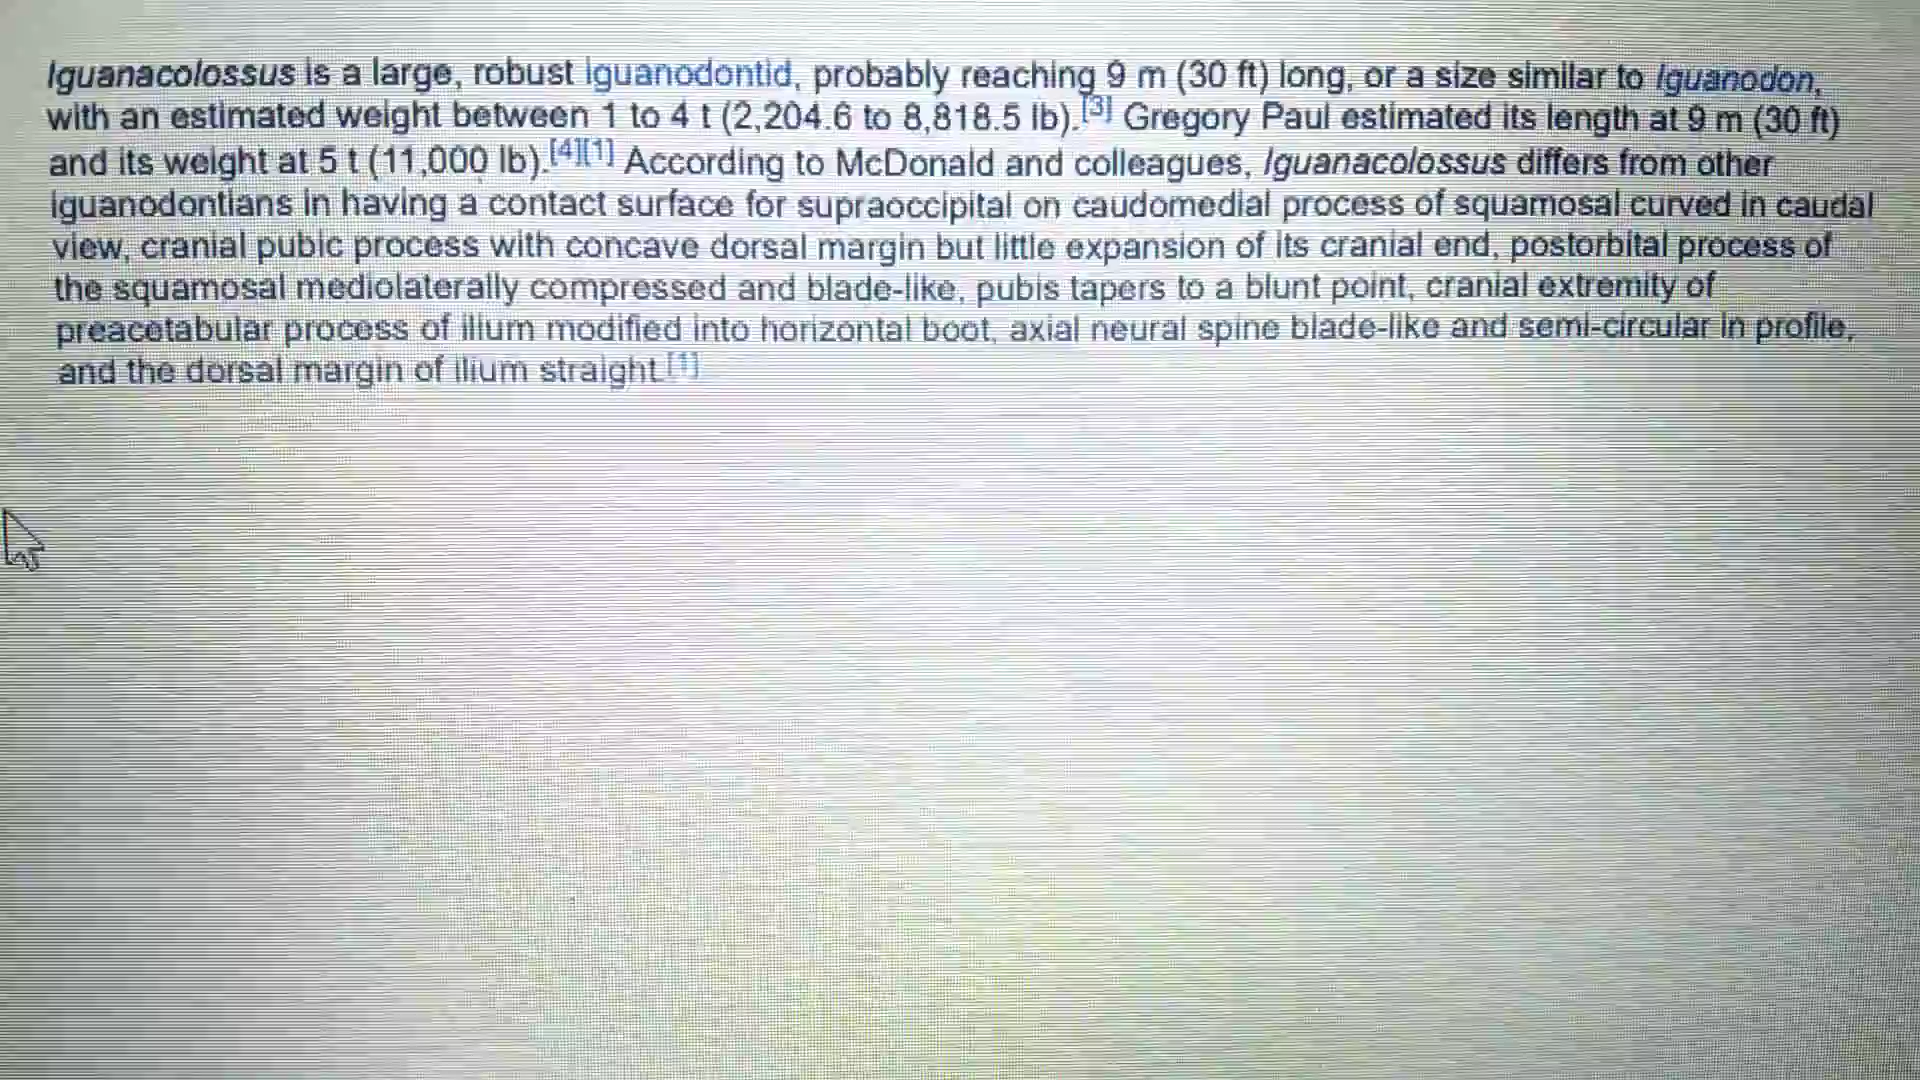 Iguanacolossus is a large, robust iguanodontid, probably reaching 9 m (30 ft) long, or a size similar to Iguanodon,
with an estimated weight between 1 to 4 t (2,204.6 to 8,818.5 lb).[3] Gregory Paul estimated its length at 9 m (30 ft)
and its weight at 5 t (11,000 lb).[4][1] According to McDonald and colleagues, Iguanacolossus differs from other
iguanodontians in having a contact surface for supraoccipital on caudomedial process of squamosal curved in caudal
view, cranial pubic process with concave dorsal margin but little expansion of its cranial end, postorbital process of
the squamosal mediolaterally compressed and blade-like, pubis tapers to a blunt point, cranial extremity of
preacetabular process of ilium modified into horizontal boot, axial neural spine blade-like and semi-circular in profile,
and the dorsal margin of ilium straight.[1]